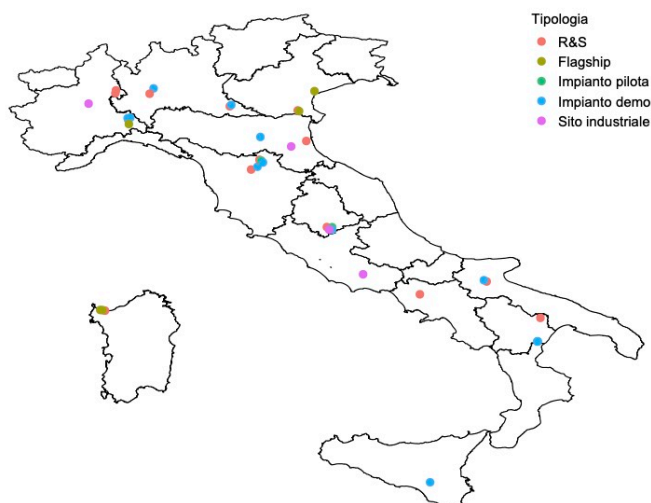 Tipologia
R&S
Flagship
Impianto pilota
Impianto demo
Sito industriale